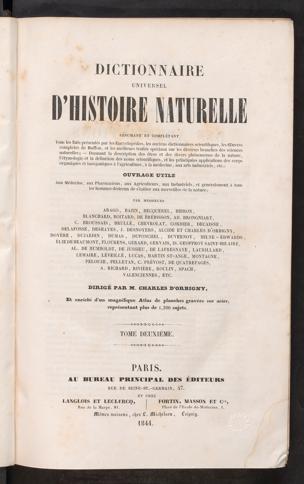 DICTIONNAIRE
UNIVERSEL
D'HISTOIRE NATURELLE
RÉSUMANT ET COMPLÉTANT
Tous les faits présentés par les Encyclopédies, les anciens dictionnaires scientifiques, les Œuvres
complètes de Buffon, et les meilleurs traités spéciaux sur les diverses branches des sciences
naturelles; — Donnant la description des êtres et des divers phénomènes de la nature,
l'étymologie et la définition des noms scientifiques, et les principales applications des corps
organiques et inorganiques à l'agriculture, à la médecine, aux arts industriels, etc.;
OUVRAGE UTILE
Aux Médecins, aux Pharmaciens, aux Agriculteurs, aux Industriels, et généralement à tous
les hommes désireux de s'initier aux merveilles de la nature;
PAR MESSIEURS
ARAGO, BAZIN, BECQUEREL, BIBRON,
BLANCHARD, BOITARD, DE BRÉBISSON, AD. BRONGNIART,
C. BROUSSAIS, BRULLÉ, CHEVROLAT, CORDIER, DECAISNE,
DELAFOSSE, DESHAYES, J. DESNOYERS, ALCIDE ET CHARLES D'ORBIGNY,
DOYÈRE, DUJARDIN, DUMAS, DUPONCHEL, DUVERNOY, MILNE-EDWARDS,
ÉLIE DE BEAUMONT, FLOURENS, GERARD, GERVAIS, IS. GEOFFROY SAINT-HILAIRE,
AL. DE HUMBOLDT, DE JUSSIEU, DE LAFRESNAYE, LAURILLARD,
LEMAIRE, LÉVEILLÉ, LUCAS, MARTIN ST-ANGE, MONTAGNE,
PELOUZE, PELLETAN, C. PRÉVOST, DE QUATREFAGES,
A. RICHARD, RIVIÈRE, ROULIN, SPACH,
VALENCIENNES, ETC.
DIRIGÉ PAR M. CHARLES D'ORBIGNY,
Et enrichi d'un magnifique Atlas de planches gravées sur acier,
représentant plus de 1,200 sujets.
TOME DEUXIÈME.
PARIS.
AU BUREAU PRINCIPAL DES ÉDITEURS
RUE DE SEINE-ST.-GERMAIN, 47.
ET CHEZ
LANGLOIS ET LECLERCQ,
Rue de la Harpe, 81.
FORTIN, MASSON ET Cie,
Place de l'École-de-Médecine, 1.
Mêmes maisons, chez L. Michelsen, Leipzig.
1844.